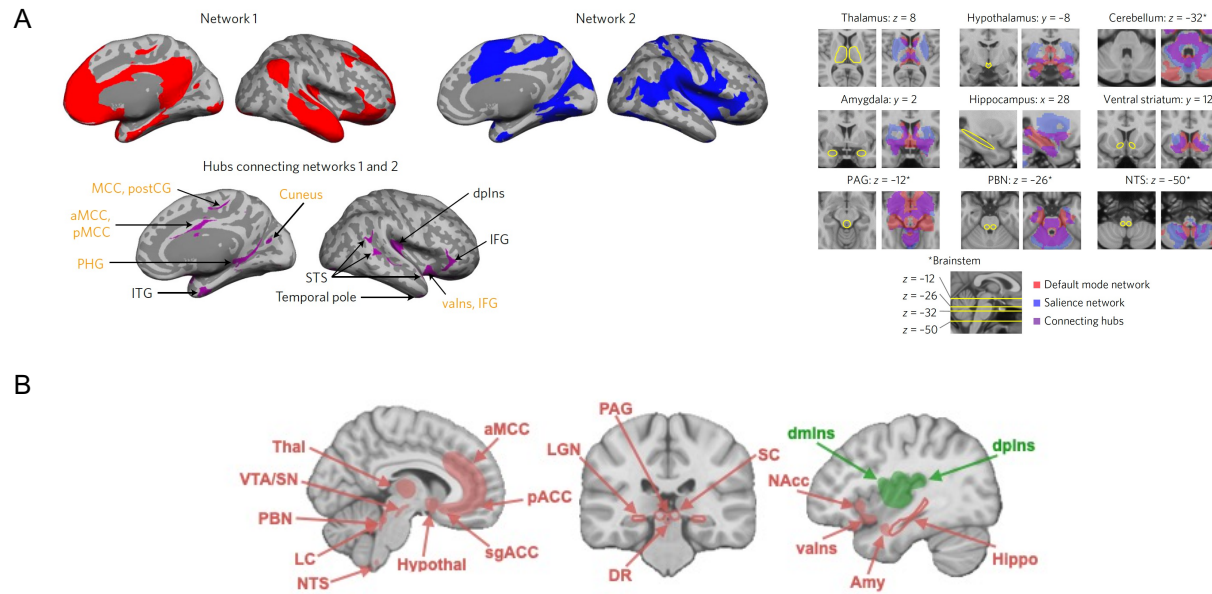 A
Network 1
Network 2
Hubs connecting networks 1 and 2
MCC, postCG
Cuneus
aMCC,
pMCC
PHG
ITG
dpIns
IFG
STS
Temporal pole
vaIns, IFG
Thalamus: z = 8
Hypothalamus: y = –8
Cerebellum: z = –32*
Amygdala: y = 2
Hippocampus: x = 28
Ventral striatum: y = 12
PAG: z = –12*
PBN: z = –26*
NTS: z = –50*
*Brainstem
z = –12
z = –26
z = –32
z = –50
Default mode network
Salience network
Connecting hubs
B
Thal
aMCC
VTA/SN
PBN
pACC
LC
sgACC
Hypothal
NTS
PAG
LGN
SC
DR
dmIns
dpIns
NAcc
vaIns
Hippo
Amy